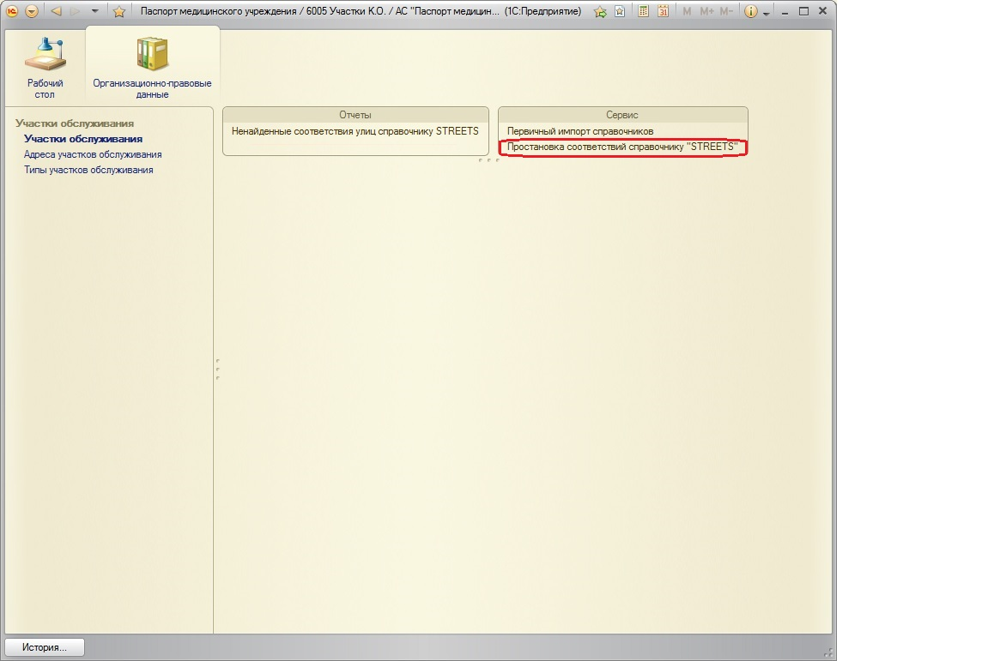 Паспорт медицинского учреждения / 6005 Участки К.О. / АС "Паспорт медицин... (1С:Предприятие)
31 M M+ M-
Рабочий
стол
Организационно-правовые
данные
Участки обслуживания
Участки обслуживания
Адреса участков обслуживания
Типы участков обслуживания
Отчеты
Ненайденные соответствия улиц справочнику STREETS
Сервис
Первичный импорт справочников
Простановка соответствий справочнику "STREETS"
История...